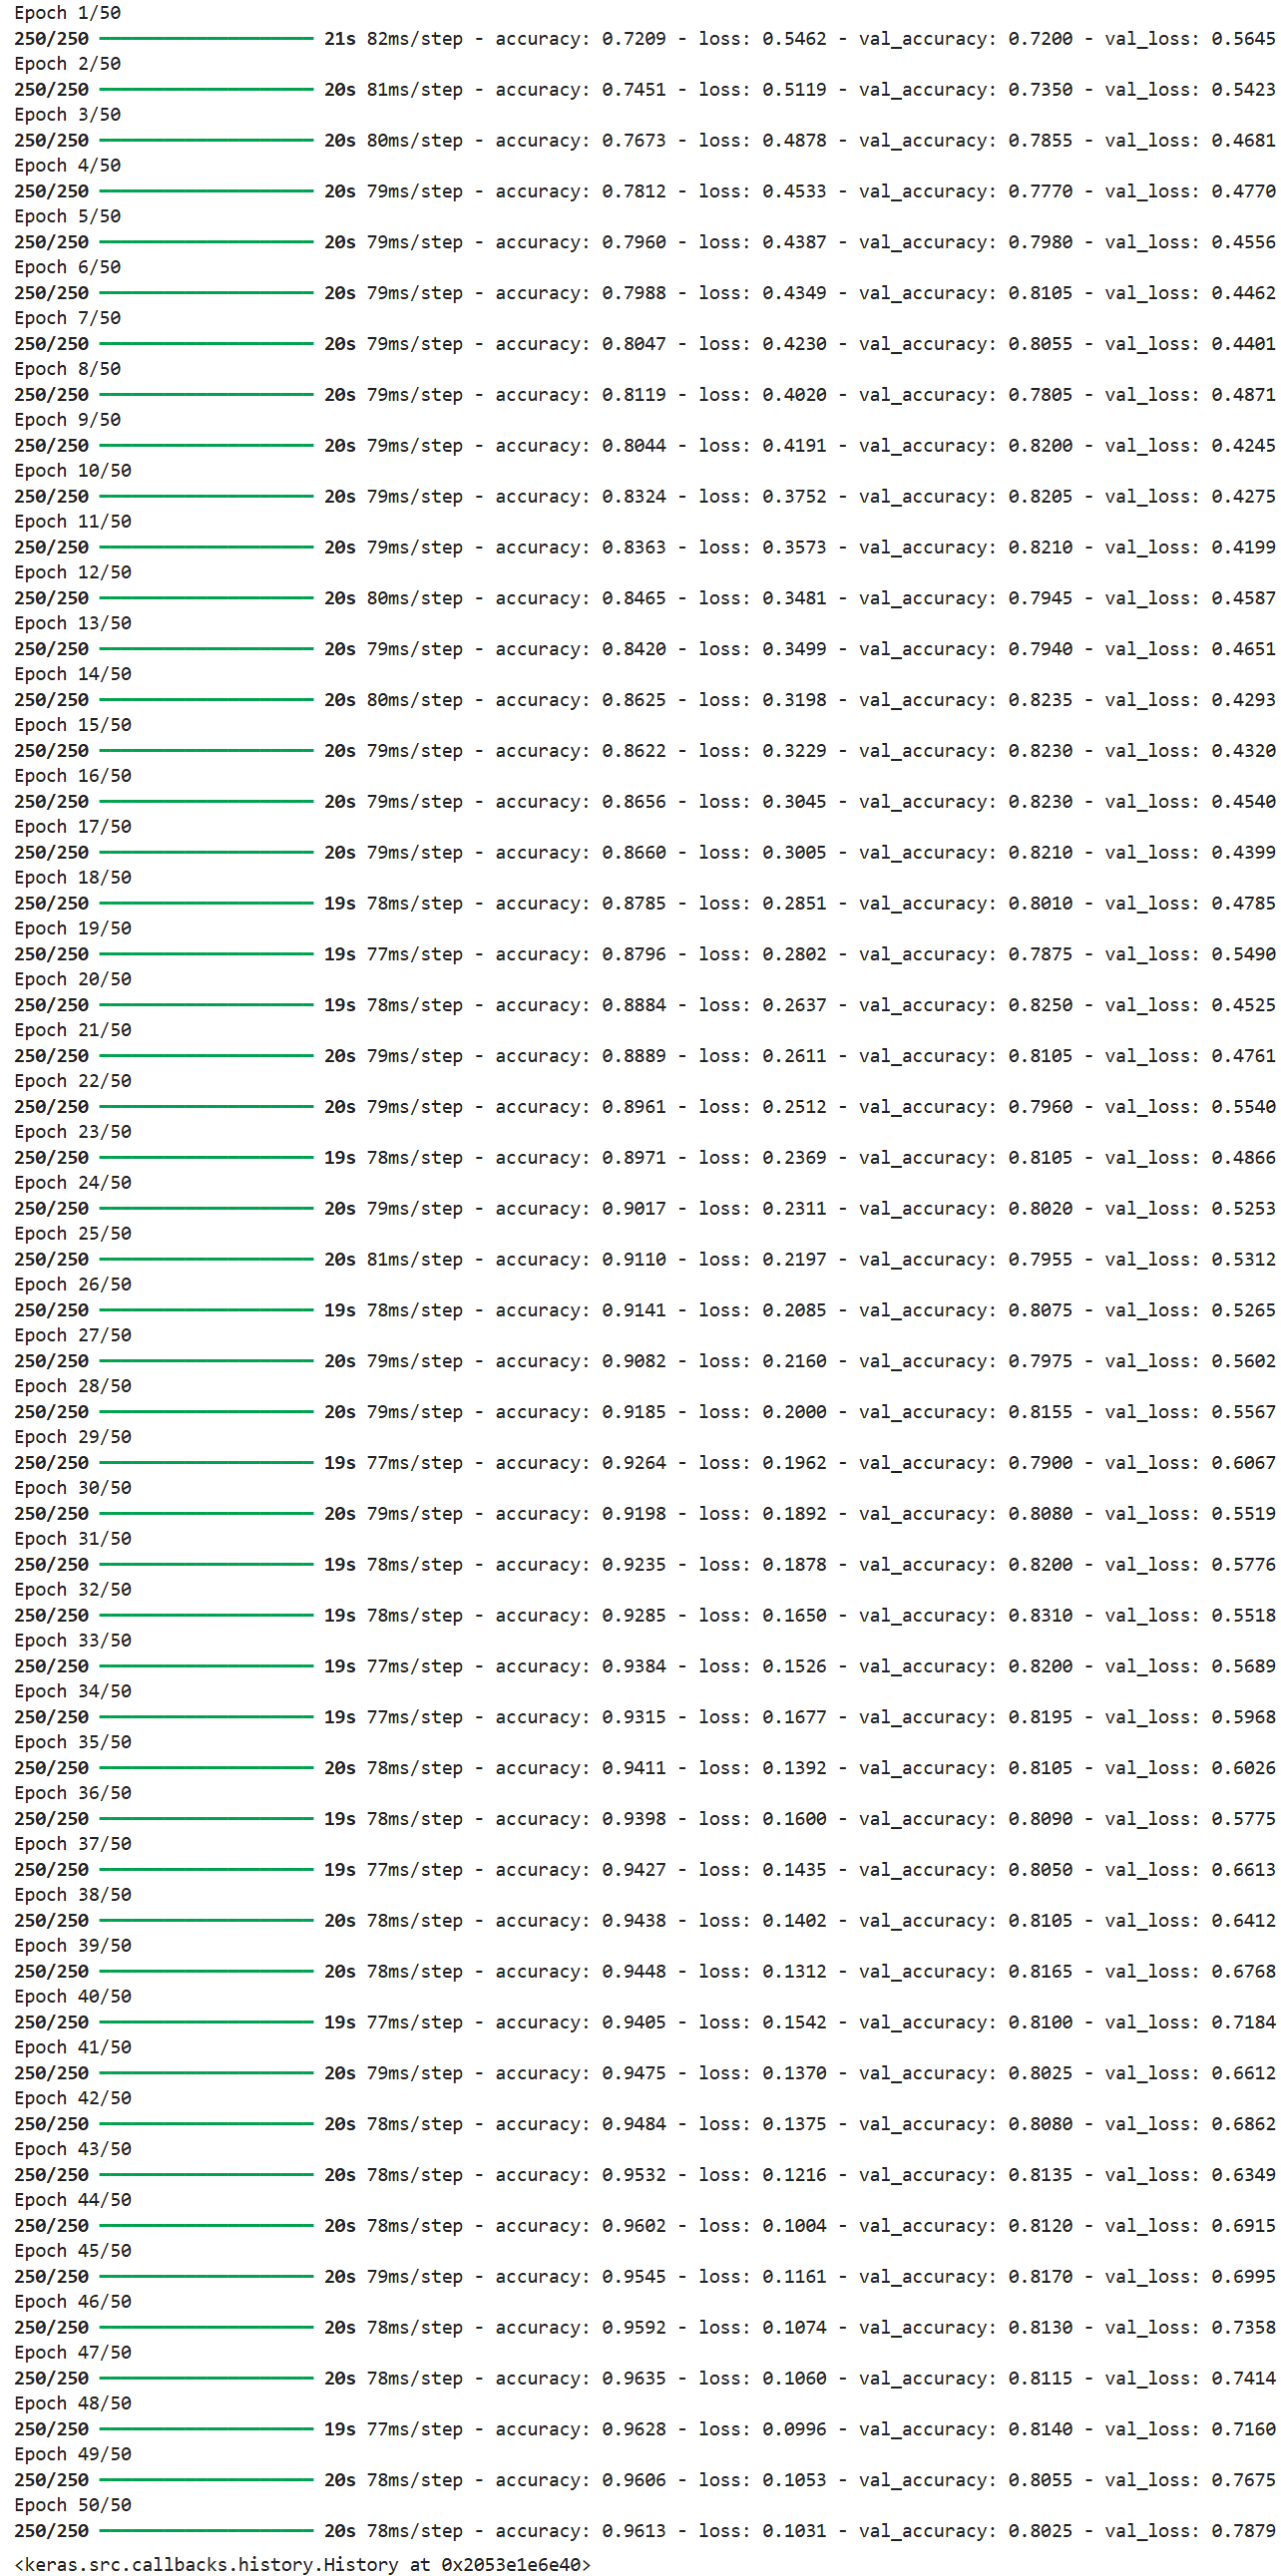 Epoch 1/50
250/250 ━━━━━━━━━━━━━━━━━━━━ 21s 82ms/step - accuracy: 0.7209 - loss: 0.5462 - val_accuracy: 0.7200 - val_loss: 0.5645
Epoch 2/50
250/250 ━━━━━━━━━━━━━━━━━━━━ 20s 81ms/step - accuracy: 0.7451 - loss: 0.5119 - val_accuracy: 0.7350 - val_loss: 0.5423
Epoch 3/50
250/250 ━━━━━━━━━━━━━━━━━━━━ 20s 80ms/step - accuracy: 0.7673 - loss: 0.4878 - val_accuracy: 0.7855 - val_loss: 0.4681
Epoch 4/50
250/250 ━━━━━━━━━━━━━━━━━━━━ 20s 79ms/step - accuracy: 0.7812 - loss: 0.4533 - val_accuracy: 0.7770 - val_loss: 0.4770
Epoch 5/50
250/250 ━━━━━━━━━━━━━━━━━━━━ 20s 79ms/step - accuracy: 0.7960 - loss: 0.4387 - val_accuracy: 0.7980 - val_loss: 0.4556
Epoch 6/50
250/250 ━━━━━━━━━━━━━━━━━━━━ 20s 79ms/step - accuracy: 0.7988 - loss: 0.4349 - val_accuracy: 0.8105 - val_loss: 0.4462
Epoch 7/50
250/250 ━━━━━━━━━━━━━━━━━━━━ 20s 79ms/step - accuracy: 0.8047 - loss: 0.4230 - val_accuracy: 0.8055 - val_loss: 0.4401
Epoch 8/50
250/250 ━━━━━━━━━━━━━━━━━━━━ 20s 79ms/step - accuracy: 0.8119 - loss: 0.4020 - val_accuracy: 0.7805 - val_loss: 0.4871
Epoch 9/50
250/250 ━━━━━━━━━━━━━━━━━━━━ 20s 79ms/step - accuracy: 0.8044 - loss: 0.4191 - val_accuracy: 0.8200 - val_loss: 0.4245
Epoch 10/50
250/250 ━━━━━━━━━━━━━━━━━━━━ 20s 79ms/step - accuracy: 0.8324 - loss: 0.3752 - val_accuracy: 0.8205 - val_loss: 0.4275
Epoch 11/50
250/250 ━━━━━━━━━━━━━━━━━━━━ 20s 79ms/step - accuracy: 0.8363 - loss: 0.3573 - val_accuracy: 0.8210 - val_loss: 0.4199
Epoch 12/50
250/250 ━━━━━━━━━━━━━━━━━━━━ 20s 80ms/step - accuracy: 0.8465 - loss: 0.3481 - val_accuracy: 0.7945 - val_loss: 0.4587
Epoch 13/50
250/250 ━━━━━━━━━━━━━━━━━━━━ 20s 79ms/step - accuracy: 0.8420 - loss: 0.3499 - val_accuracy: 0.7940 - val_loss: 0.4651
Epoch 14/50
250/250 ━━━━━━━━━━━━━━━━━━━━ 20s 80ms/step - accuracy: 0.8625 - loss: 0.3198 - val_accuracy: 0.8235 - val_loss: 0.4293
Epoch 15/50
250/250 ━━━━━━━━━━━━━━━━━━━━ 20s 79ms/step - accuracy: 0.8622 - loss: 0.3229 - val_accuracy: 0.8230 - val_loss: 0.4320
Epoch 16/50
250/250 ━━━━━━━━━━━━━━━━━━━━ 20s 79ms/step - accuracy: 0.8656 - loss: 0.3045 - val_accuracy: 0.8230 - val_loss: 0.4540
Epoch 17/50
250/250 ━━━━━━━━━━━━━━━━━━━━ 20s 79ms/step - accuracy: 0.8660 - loss: 0.3005 - val_accuracy: 0.8210 - val_loss: 0.4399
Epoch 18/50
250/250 ━━━━━━━━━━━━━━━━━━━━ 19s 78ms/step - accuracy: 0.8785 - loss: 0.2851 - val_accuracy: 0.8010 - val_loss: 0.4785
Epoch 19/50
250/250 ━━━━━━━━━━━━━━━━━━━━ 19s 77ms/step - accuracy: 0.8796 - loss: 0.2802 - val_accuracy: 0.7875 - val_loss: 0.5490
Epoch 20/50
250/250 ━━━━━━━━━━━━━━━━━━━━ 19s 78ms/step - accuracy: 0.8884 - loss: 0.2637 - val_accuracy: 0.8250 - val_loss: 0.4525
Epoch 21/50
250/250 ━━━━━━━━━━━━━━━━━━━━ 20s 79ms/step - accuracy: 0.8889 - loss: 0.2611 - val_accuracy: 0.8105 - val_loss: 0.4761
Epoch 22/50
250/250 ━━━━━━━━━━━━━━━━━━━━ 20s 79ms/step - accuracy: 0.8961 - loss: 0.2512 - val_accuracy: 0.7960 - val_loss: 0.5540
Epoch 23/50
250/250 ━━━━━━━━━━━━━━━━━━━━ 19s 78ms/step - accuracy: 0.8971 - loss: 0.2369 - val_accuracy: 0.8105 - val_loss: 0.4866
Epoch 24/50
250/250 ━━━━━━━━━━━━━━━━━━━━ 20s 79ms/step - accuracy: 0.9017 - loss: 0.2311 - val_accuracy: 0.8020 - val_loss: 0.5253
Epoch 25/50
250/250 ━━━━━━━━━━━━━━━━━━━━ 20s 81ms/step - accuracy: 0.9110 - loss: 0.2197 - val_accuracy: 0.7955 - val_loss: 0.5312
Epoch 26/50
250/250 ━━━━━━━━━━━━━━━━━━━━ 19s 78ms/step - accuracy: 0.9141 - loss: 0.2085 - val_accuracy: 0.8075 - val_loss: 0.5265
Epoch 27/50
250/250 ━━━━━━━━━━━━━━━━━━━━ 20s 79ms/step - accuracy: 0.9082 - loss: 0.2160 - val_accuracy: 0.7975 - val_loss: 0.5602
Epoch 28/50
250/250 ━━━━━━━━━━━━━━━━━━━━ 20s 79ms/step - accuracy: 0.9185 - loss: 0.2000 - val_accuracy: 0.8155 - val_loss: 0.5567
Epoch 29/50
250/250 ━━━━━━━━━━━━━━━━━━━━ 19s 77ms/step - accuracy: 0.9264 - loss: 0.1962 - val_accuracy: 0.7900 - val_loss: 0.6067
Epoch 30/50
250/250 ━━━━━━━━━━━━━━━━━━━━ 20s 79ms/step - accuracy: 0.9198 - loss: 0.1892 - val_accuracy: 0.8080 - val_loss: 0.5519
Epoch 31/50
250/250 ━━━━━━━━━━━━━━━━━━━━ 19s 78ms/step - accuracy: 0.9235 - loss: 0.1878 - val_accuracy: 0.8200 - val_loss: 0.5776
Epoch 32/50
250/250 ━━━━━━━━━━━━━━━━━━━━ 19s 78ms/step - accuracy: 0.9285 - loss: 0.1650 - val_accuracy: 0.8310 - val_loss: 0.5518
Epoch 33/50
250/250 ━━━━━━━━━━━━━━━━━━━━ 19s 77ms/step - accuracy: 0.9384 - loss: 0.1526 - val_accuracy: 0.8200 - val_loss: 0.5689
Epoch 34/50
250/250 ━━━━━━━━━━━━━━━━━━━━ 19s 77ms/step - accuracy: 0.9315 - loss: 0.1677 - val_accuracy: 0.8195 - val_loss: 0.5968
Epoch 35/50
250/250 ━━━━━━━━━━━━━━━━━━━━ 20s 78ms/step - accuracy: 0.9411 - loss: 0.1392 - val_accuracy: 0.8105 - val_loss: 0.6026
Epoch 36/50
250/250 ━━━━━━━━━━━━━━━━━━━━ 19s 78ms/step - accuracy: 0.9398 - loss: 0.1600 - val_accuracy: 0.8090 - val_loss: 0.5775
Epoch 37/50
250/250 ━━━━━━━━━━━━━━━━━━━━ 19s 77ms/step - accuracy: 0.9427 - loss: 0.1435 - val_accuracy: 0.8050 - val_loss: 0.6613
Epoch 38/50
250/250 ━━━━━━━━━━━━━━━━━━━━ 20s 78ms/step - accuracy: 0.9438 - loss: 0.1402 - val_accuracy: 0.8105 - val_loss: 0.6412
Epoch 39/50
250/250 ━━━━━━━━━━━━━━━━━━━━ 20s 78ms/step - accuracy: 0.9448 - loss: 0.1312 - val_accuracy: 0.8165 - val_loss: 0.6768
Epoch 40/50
250/250 ━━━━━━━━━━━━━━━━━━━━ 19s 77ms/step - accuracy: 0.9405 - loss: 0.1542 - val_accuracy: 0.8100 - val_loss: 0.7184
Epoch 41/50
250/250 ━━━━━━━━━━━━━━━━━━━━ 20s 79ms/step - accuracy: 0.9475 - loss: 0.1370 - val_accuracy: 0.8025 - val_loss: 0.6612
Epoch 42/50
250/250 ━━━━━━━━━━━━━━━━━━━━ 20s 78ms/step - accuracy: 0.9484 - loss: 0.1375 - val_accuracy: 0.8080 - val_loss: 0.6862
Epoch 43/50
250/250 ━━━━━━━━━━━━━━━━━━━━ 20s 78ms/step - accuracy: 0.9532 - loss: 0.1216 - val_accuracy: 0.8135 - val_loss: 0.6349
Epoch 44/50
250/250 ━━━━━━━━━━━━━━━━━━━━ 20s 78ms/step - accuracy: 0.9602 - loss: 0.1004 - val_accuracy: 0.8120 - val_loss: 0.6915
Epoch 45/50
250/250 ━━━━━━━━━━━━━━━━━━━━ 20s 79ms/step - accuracy: 0.9545 - loss: 0.1161 - val_accuracy: 0.8170 - val_loss: 0.6995
Epoch 46/50
250/250 ━━━━━━━━━━━━━━━━━━━━ 20s 78ms/step - accuracy: 0.9592 - loss: 0.1074 - val_accuracy: 0.8130 - val_loss: 0.7358
Epoch 47/50
250/250 ━━━━━━━━━━━━━━━━━━━━ 20s 78ms/step - accuracy: 0.9635 - loss: 0.1060 - val_accuracy: 0.8115 - val_loss: 0.7414
Epoch 48/50
250/250 ━━━━━━━━━━━━━━━━━━━━ 19s 77ms/step - accuracy: 0.9628 - loss: 0.0996 - val_accuracy: 0.8140 - val_loss: 0.7160
Epoch 49/50
250/250 ━━━━━━━━━━━━━━━━━━━━ 20s 78ms/step - accuracy: 0.9606 - loss: 0.1053 - val_accuracy: 0.8055 - val_loss: 0.7675
Epoch 50/50
250/250 ━━━━━━━━━━━━━━━━━━━━ 20s 78ms/step - accuracy: 0.9613 - loss: 0.1031 - val_accuracy: 0.8025 - val_loss: 0.7879
<keras.src.callbacks.history.History at 0x2053e1e6e40>